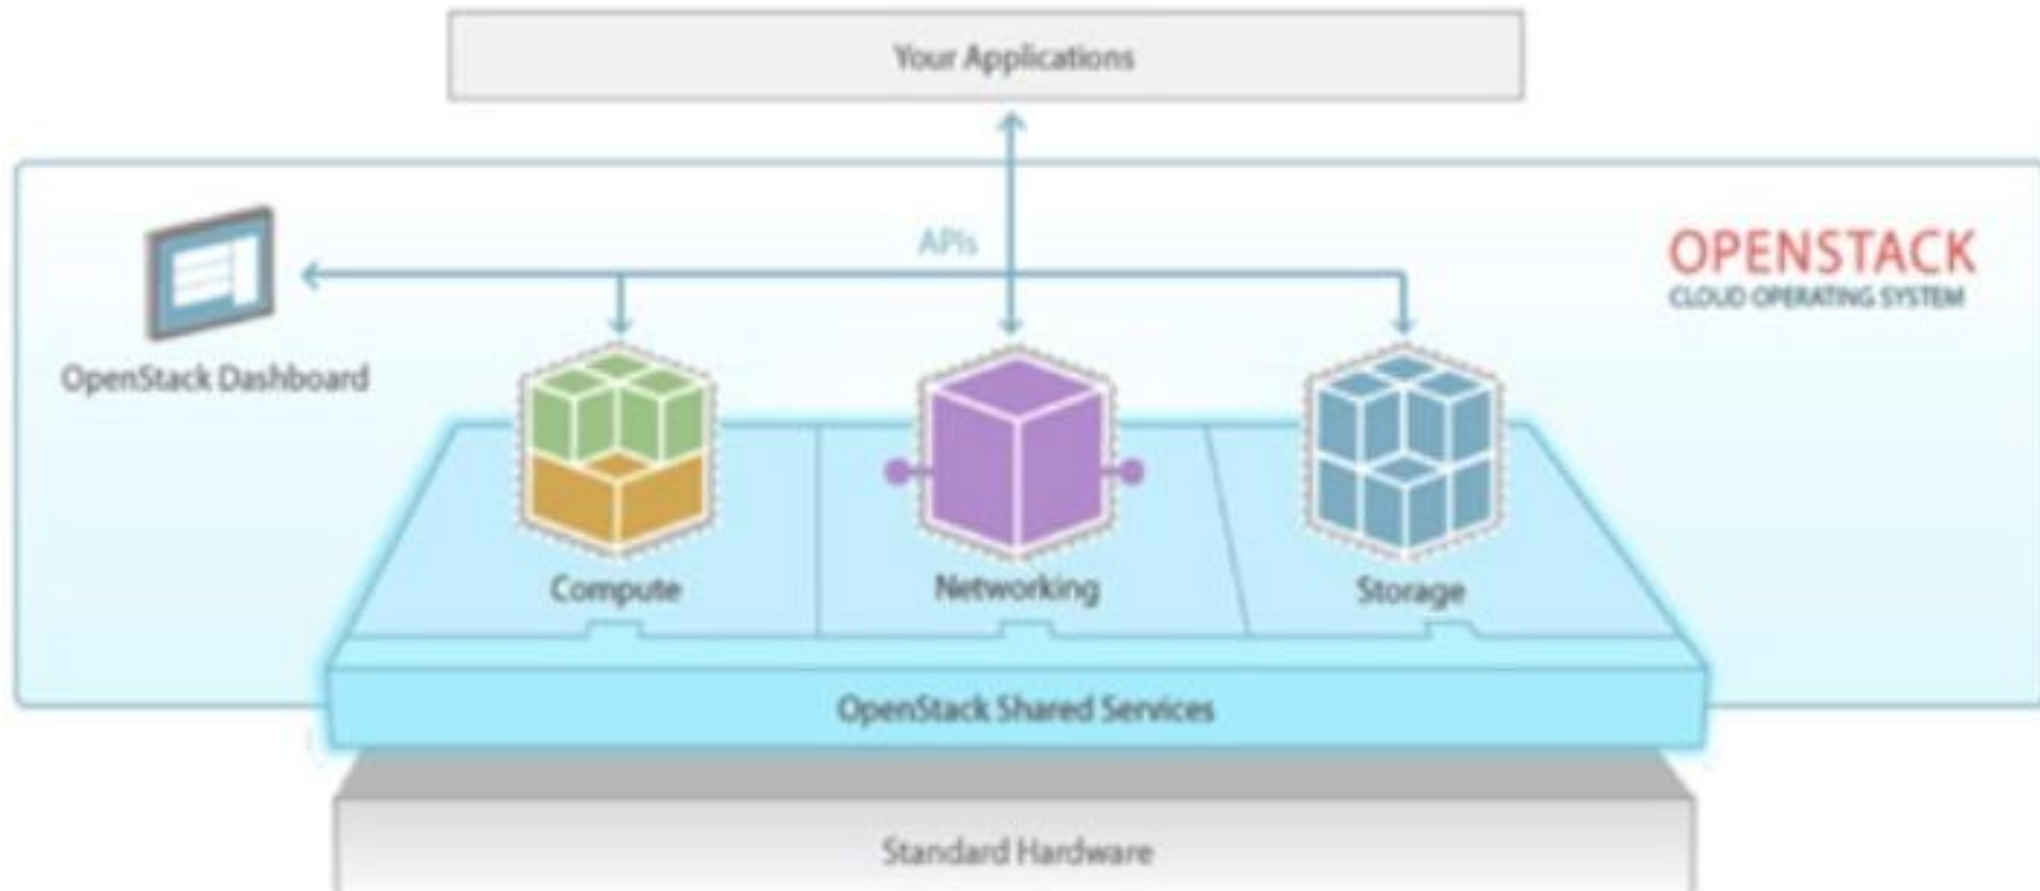 Your Applications
APIs
OPENSTACK
CLOUD OPERATING SYSTEM
OpenStack Dashboard
Compute
Networking
Storage
OpenStack Shared Services
Standard Hardware